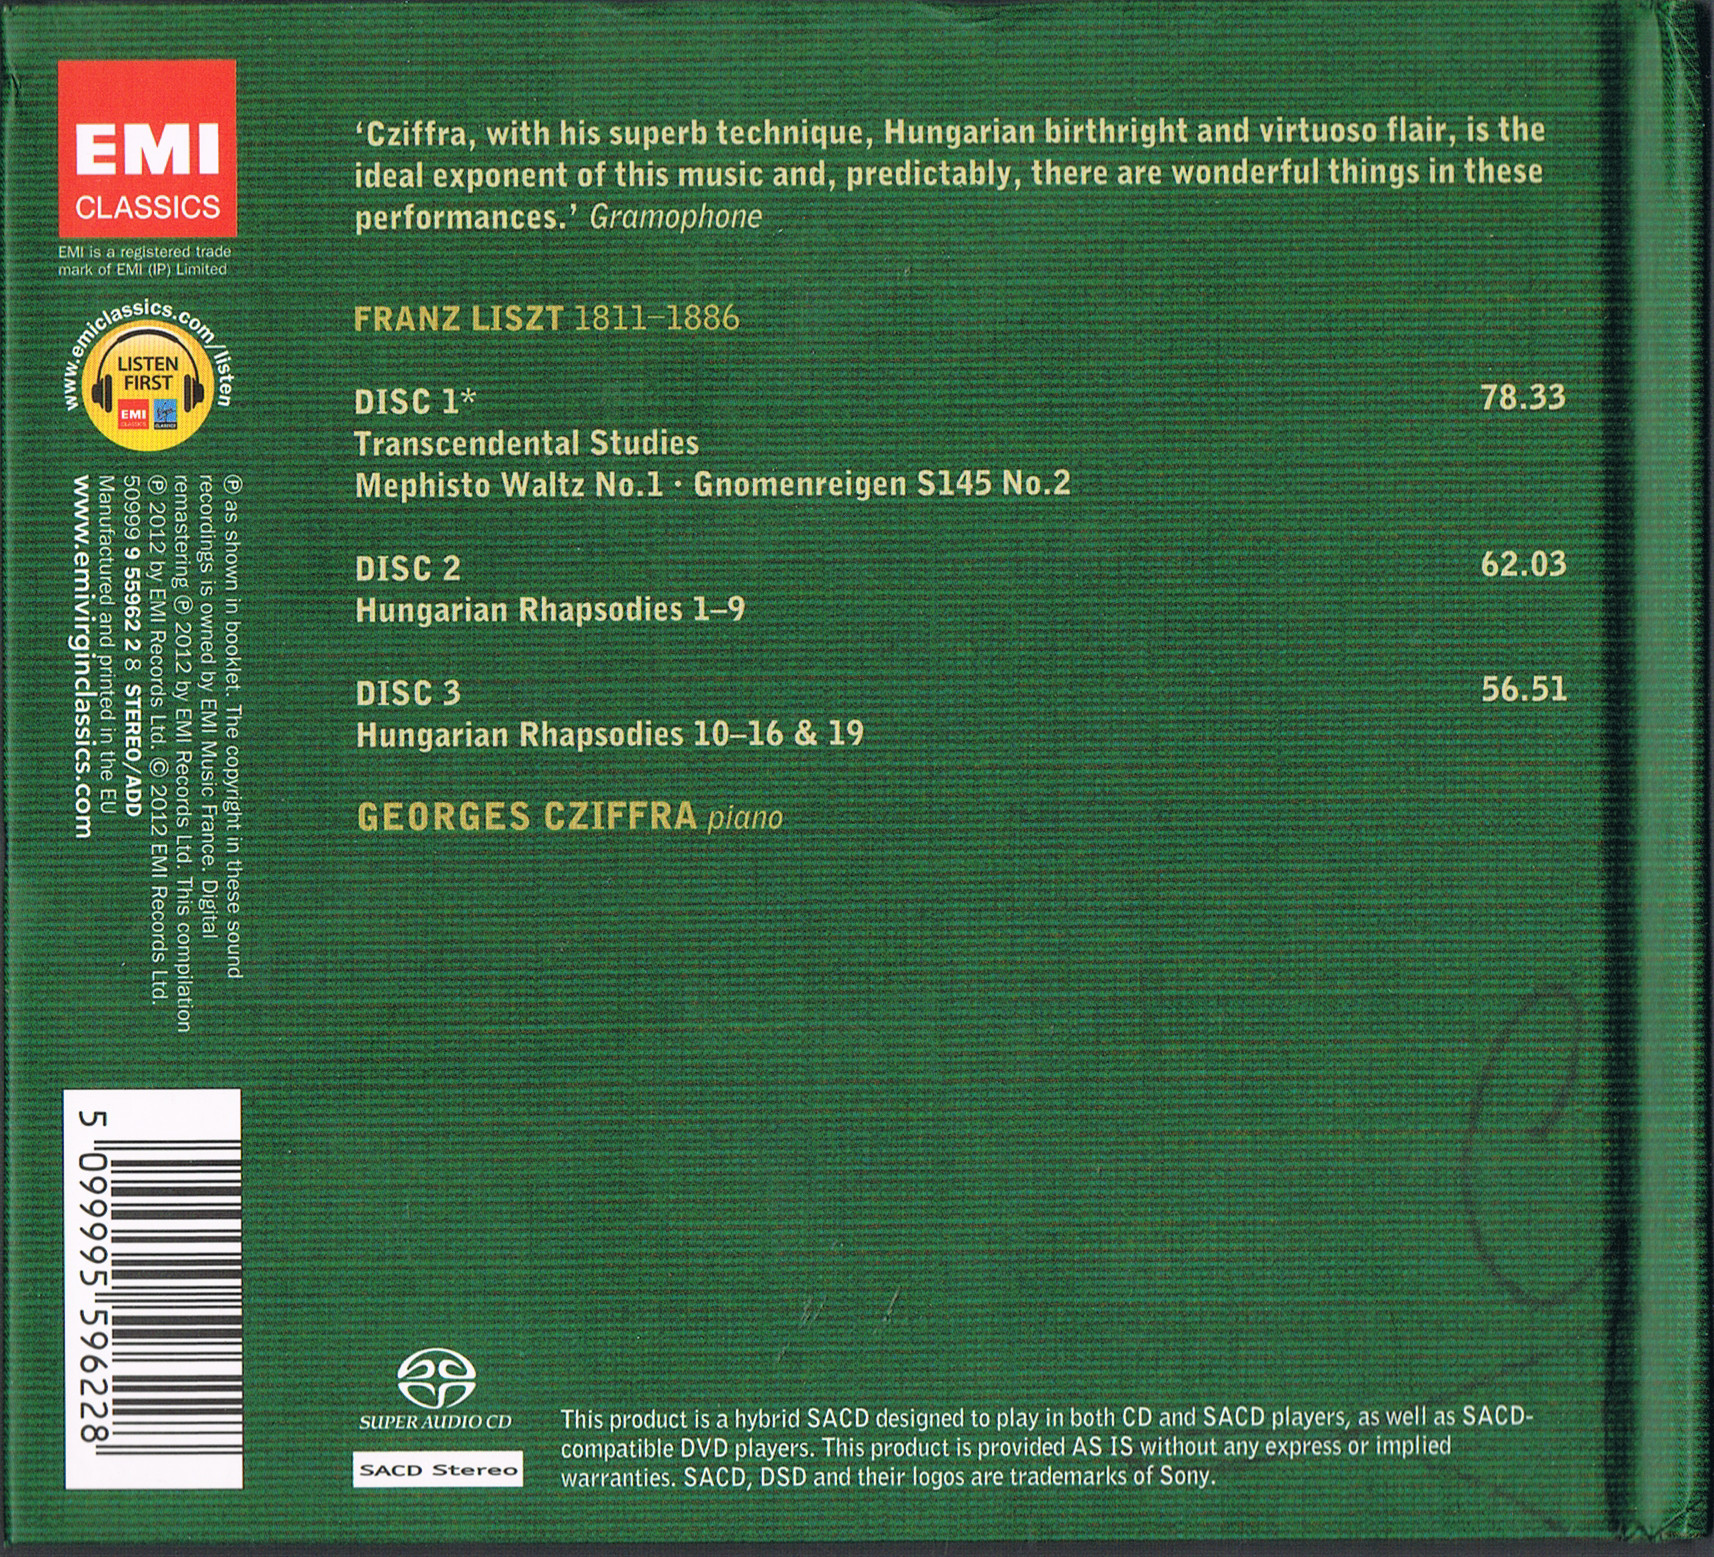 EMI
CLASSICS
EMI is a registered trade
mark of EMI (IP) Limited
www.emiclassics.com/listen
LISTEN
FIRST
EMI
CLASSICS
Virgin
CLASSICS
℗ as shown in booklet. The copyright in these sound
recordings is owned by EMI Music France. Digital
remastering ℗ 2012 by EMI Records Ltd. This compilation
℗ 2012 by EMI Records Ltd. © 2012 EMI Records Ltd.
50999 9 55962 2 8 STEREO/ADD
Manufactured and printed in the EU
www.emivirginclassics.com
5 099995 596228
‘Cziffra, with his superb technique, Hungarian birthright and virtuoso flair, is the
ideal exponent of this music and, predictably, there are wonderful things in these
performances.’ Gramophone
FRANZ LISZT 1811–1886
DISC 1* 78.33
Transcendental Studies
Mephisto Waltz No.1 · Gnomenreigen S145 No.2
DISC 2 62.03
Hungarian Rhapsodies 1–9
DISC 3 56.51
Hungarian Rhapsodies 10–16 & 19
GEORGES CZIFFRA piano
SUPER AUDIO CD
SACD Stereo
This product is a hybrid SACD designed to play in both CD and SACD players, as well as SACD-
compatible DVD players. This product is provided AS IS without any express or implied
warranties. SACD, DSD and their logos are trademarks of Sony.